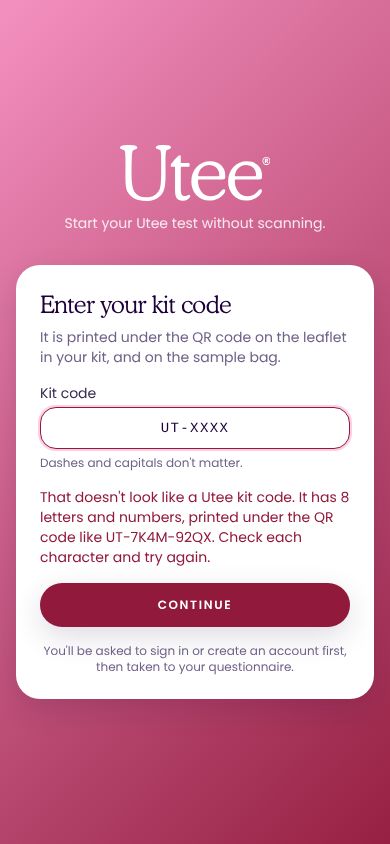 Utee®
Start your Utee test without scanning.
Enter your kit code
It is printed under the QR code on the leaflet
in your kit, and on the sample bag.
Kit code
UT-XXXX
Dashes and capitals don't matter.
That doesn't look like a Utee kit code. It has 8
letters and numbers, printed under the QR
code like UT-7K4M-92QX. Check each
character and try again.
CONTINUE
You'll be asked to sign in or create an account first,
then taken to your questionnaire.